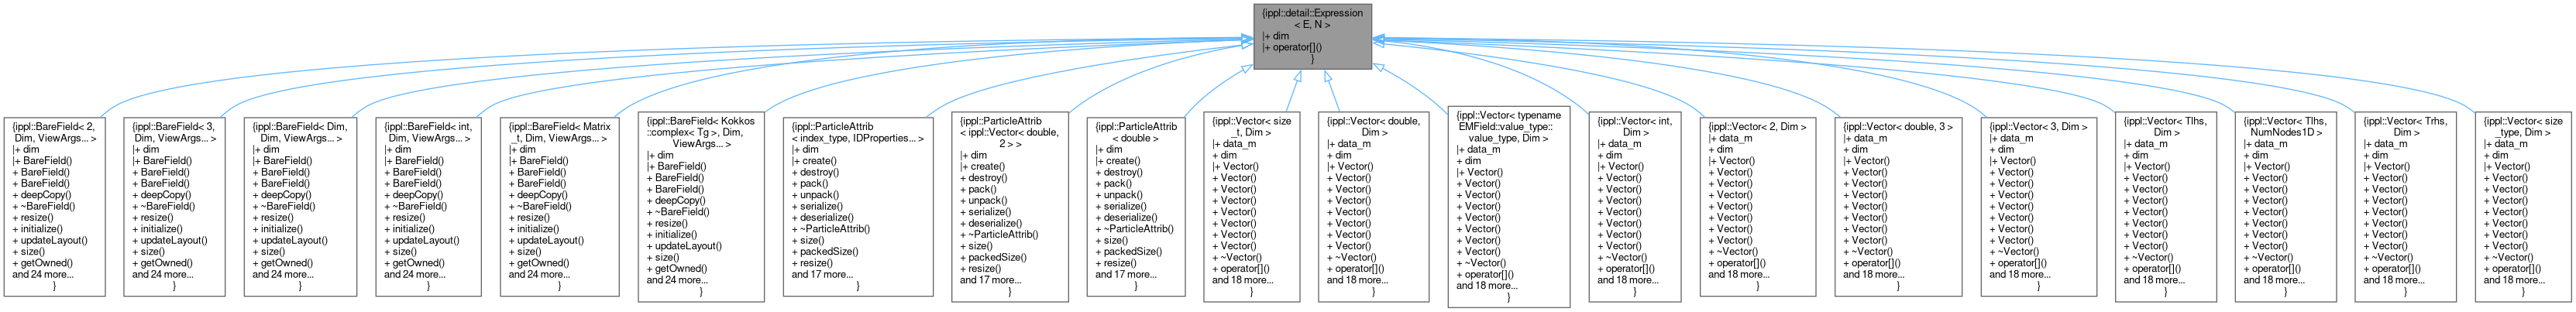 {ippl::detail::Expression
< E, N >
|+ dim
|+ operator[]()
}
{ippl::BareField< 2,
Dim, ViewArgs... >
|+ dim
|+ BareField()
+ BareField()
+ BareField()
+ deepCopy()
+ ~BareField()
+ resize()
+ initialize()
+ updateLayout()
+ size()
+ getOwned()
and 24 more...
}
{ippl::BareField< 3,
Dim, ViewArgs... >
|+ dim
|+ BareField()
+ BareField()
+ BareField()
+ deepCopy()
+ ~BareField()
+ resize()
+ initialize()
+ updateLayout()
+ size()
+ getOwned()
and 24 more...
}
{ippl::BareField< Dim,
Dim, ViewArgs... >
|+ dim
|+ BareField()
+ BareField()
+ BareField()
+ deepCopy()
+ ~BareField()
+ resize()
+ initialize()
+ updateLayout()
+ size()
+ getOwned()
and 24 more...
}
{ippl::BareField< int,
Dim, ViewArgs... >
|+ dim
|+ BareField()
+ BareField()
+ BareField()
+ deepCopy()
+ ~BareField()
+ resize()
+ initialize()
+ updateLayout()
+ size()
+ getOwned()
and 24 more...
}
{ippl::BareField< Matrix
_t, Dim, ViewArgs... >
|+ dim
|+ BareField()
+ BareField()
+ BareField()
+ deepCopy()
+ ~BareField()
+ resize()
+ initialize()
+ updateLayout()
+ size()
+ getOwned()
and 24 more...
}
{ippl::BareField< Kokkos
::complex< Tg >, Dim,
ViewArgs... >
|+ dim
|+ BareField()
+ BareField()
+ BareField()
+ deepCopy()
+ ~BareField()
+ resize()
+ initialize()
+ updateLayout()
+ size()
+ getOwned()
and 24 more...
}
{ippl::ParticleAttrib
< index_type, IDProperties... >
|+ dim
|+ create()
+ destroy()
+ pack()
+ unpack()
+ serialize()
+ deserialize()
+ ~ParticleAttrib()
+ size()
+ packedSize()
+ resize()
and 17 more...
}
{ippl::ParticleAttrib
< ippl::Vector< double,
2 > >
|+ dim
|+ create()
+ destroy()
+ pack()
+ unpack()
+ serialize()
+ deserialize()
+ ~ParticleAttrib()
+ size()
+ packedSize()
+ resize()
and 17 more...
}
{ippl::ParticleAttrib
< double >
|+ dim
|+ create()
+ destroy()
+ pack()
+ unpack()
+ serialize()
+ deserialize()
+ ~ParticleAttrib()
+ size()
+ packedSize()
+ resize()
and 17 more...
}
{ippl::Vector< size
_t, Dim >
|+ data_m
+ dim
|+ Vector()
+ Vector()
+ Vector()
+ Vector()
+ Vector()
+ Vector()
+ Vector()
+ Vector()
+ ~Vector()
+ operator[]()
and 18 more...
}
{ippl::Vector< double,
Dim >
|+ data_m
+ dim
|+ Vector()
+ Vector()
+ Vector()
+ Vector()
+ Vector()
+ Vector()
+ Vector()
+ Vector()
+ ~Vector()
+ operator[]()
and 18 more...
}
{ippl::Vector< typename
EMField::value_type::
value_type, Dim >
|+ data_m
+ dim
|+ Vector()
+ Vector()
+ Vector()
+ Vector()
+ Vector()
+ Vector()
+ Vector()
+ Vector()
+ ~Vector()
+ operator[]()
and 18 more...
}
{ippl::Vector< int,
Dim >
|+ data_m
+ dim
|+ Vector()
+ Vector()
+ Vector()
+ Vector()
+ Vector()
+ Vector()
+ Vector()
+ Vector()
+ ~Vector()
+ operator[]()
and 18 more...
}
{ippl::Vector< 2, Dim >
|+ data_m
+ dim
|+ Vector()
+ Vector()
+ Vector()
+ Vector()
+ Vector()
+ Vector()
+ Vector()
+ Vector()
+ ~Vector()
+ operator[]()
and 18 more...
}
{ippl::Vector< double, 3 >
|+ data_m
+ dim
|+ Vector()
+ Vector()
+ Vector()
+ Vector()
+ Vector()
+ Vector()
+ Vector()
+ Vector()
+ ~Vector()
+ operator[]()
and 18 more...
}
{ippl::Vector< 3, Dim >
|+ data_m
+ dim
|+ Vector()
+ Vector()
+ Vector()
+ Vector()
+ Vector()
+ Vector()
+ Vector()
+ Vector()
+ ~Vector()
+ operator[]()
and 18 more...
}
{ippl::Vector< Tlhs,
Dim >
|+ data_m
+ dim
|+ Vector()
+ Vector()
+ Vector()
+ Vector()
+ Vector()
+ Vector()
+ Vector()
+ Vector()
+ ~Vector()
+ operator[]()
and 18 more...
}
{ippl::Vector< Tlhs,
NumNodes1D >
|+ data_m
+ dim
|+ Vector()
+ Vector()
+ Vector()
+ Vector()
+ Vector()
+ Vector()
+ Vector()
+ Vector()
+ ~Vector()
+ operator[]()
and 18 more...
}
{ippl::Vector< Trhs,
Dim >
|+ data_m
+ dim
|+ Vector()
+ Vector()
+ Vector()
+ Vector()
+ Vector()
+ Vector()
+ Vector()
+ Vector()
+ ~Vector()
+ operator[]()
and 18 more...
}
{ippl::Vector< size
_type, Dim >
|+ data_m
+ dim
|+ Vector()
+ Vector()
+ Vector()
+ Vector()
+ Vector()
+ Vector()
+ Vector()
+ Vector()
+ ~Vector()
+ operator[]()
and 18 more...
}